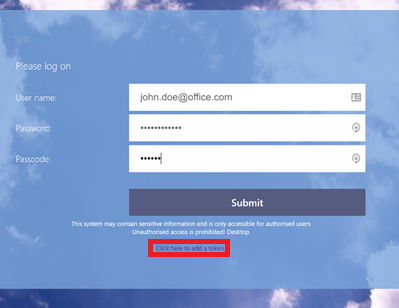 Please log on
User name:
john.doe@office.com
Password:
••••••••••••
Passcode:
••••••
Submit
This system may contain sensitive information and is only accessible for authorised users
Unauthorised access is prohibited! Desktop
Click here to add a token